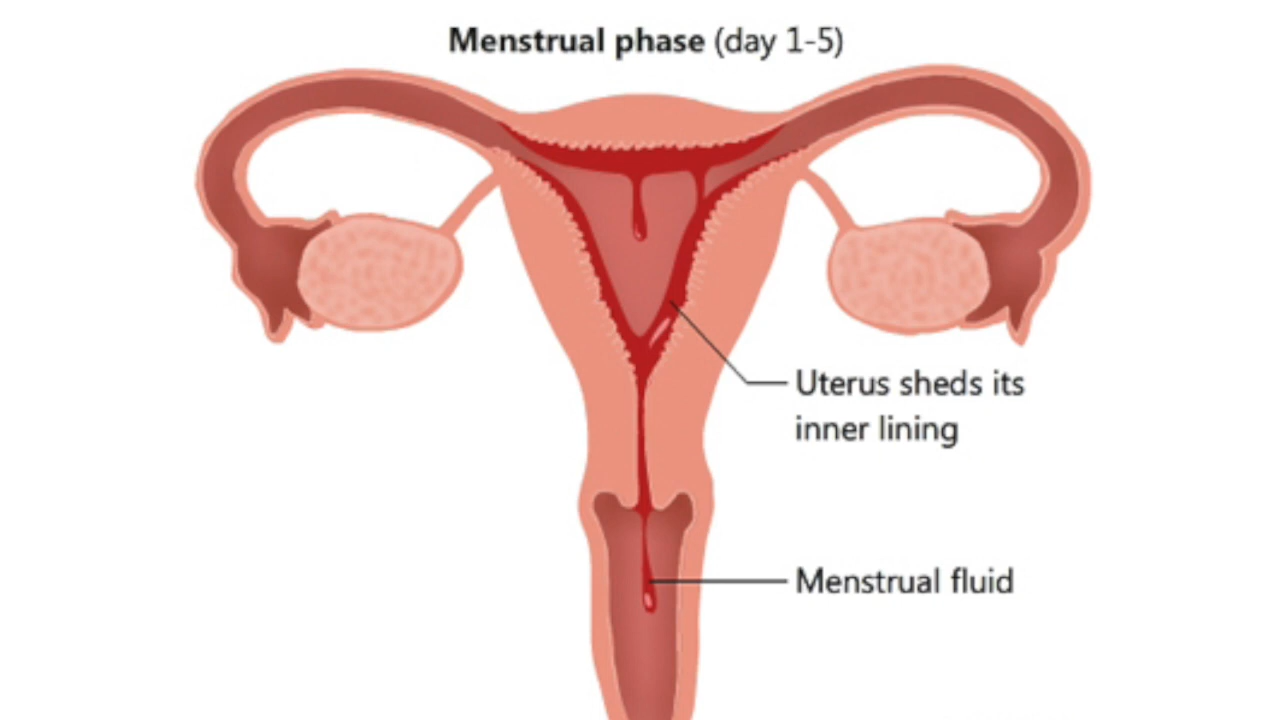 Menstrual phase (day 1-5)
Uterus sheds its
inner lining
Menstrual fluid